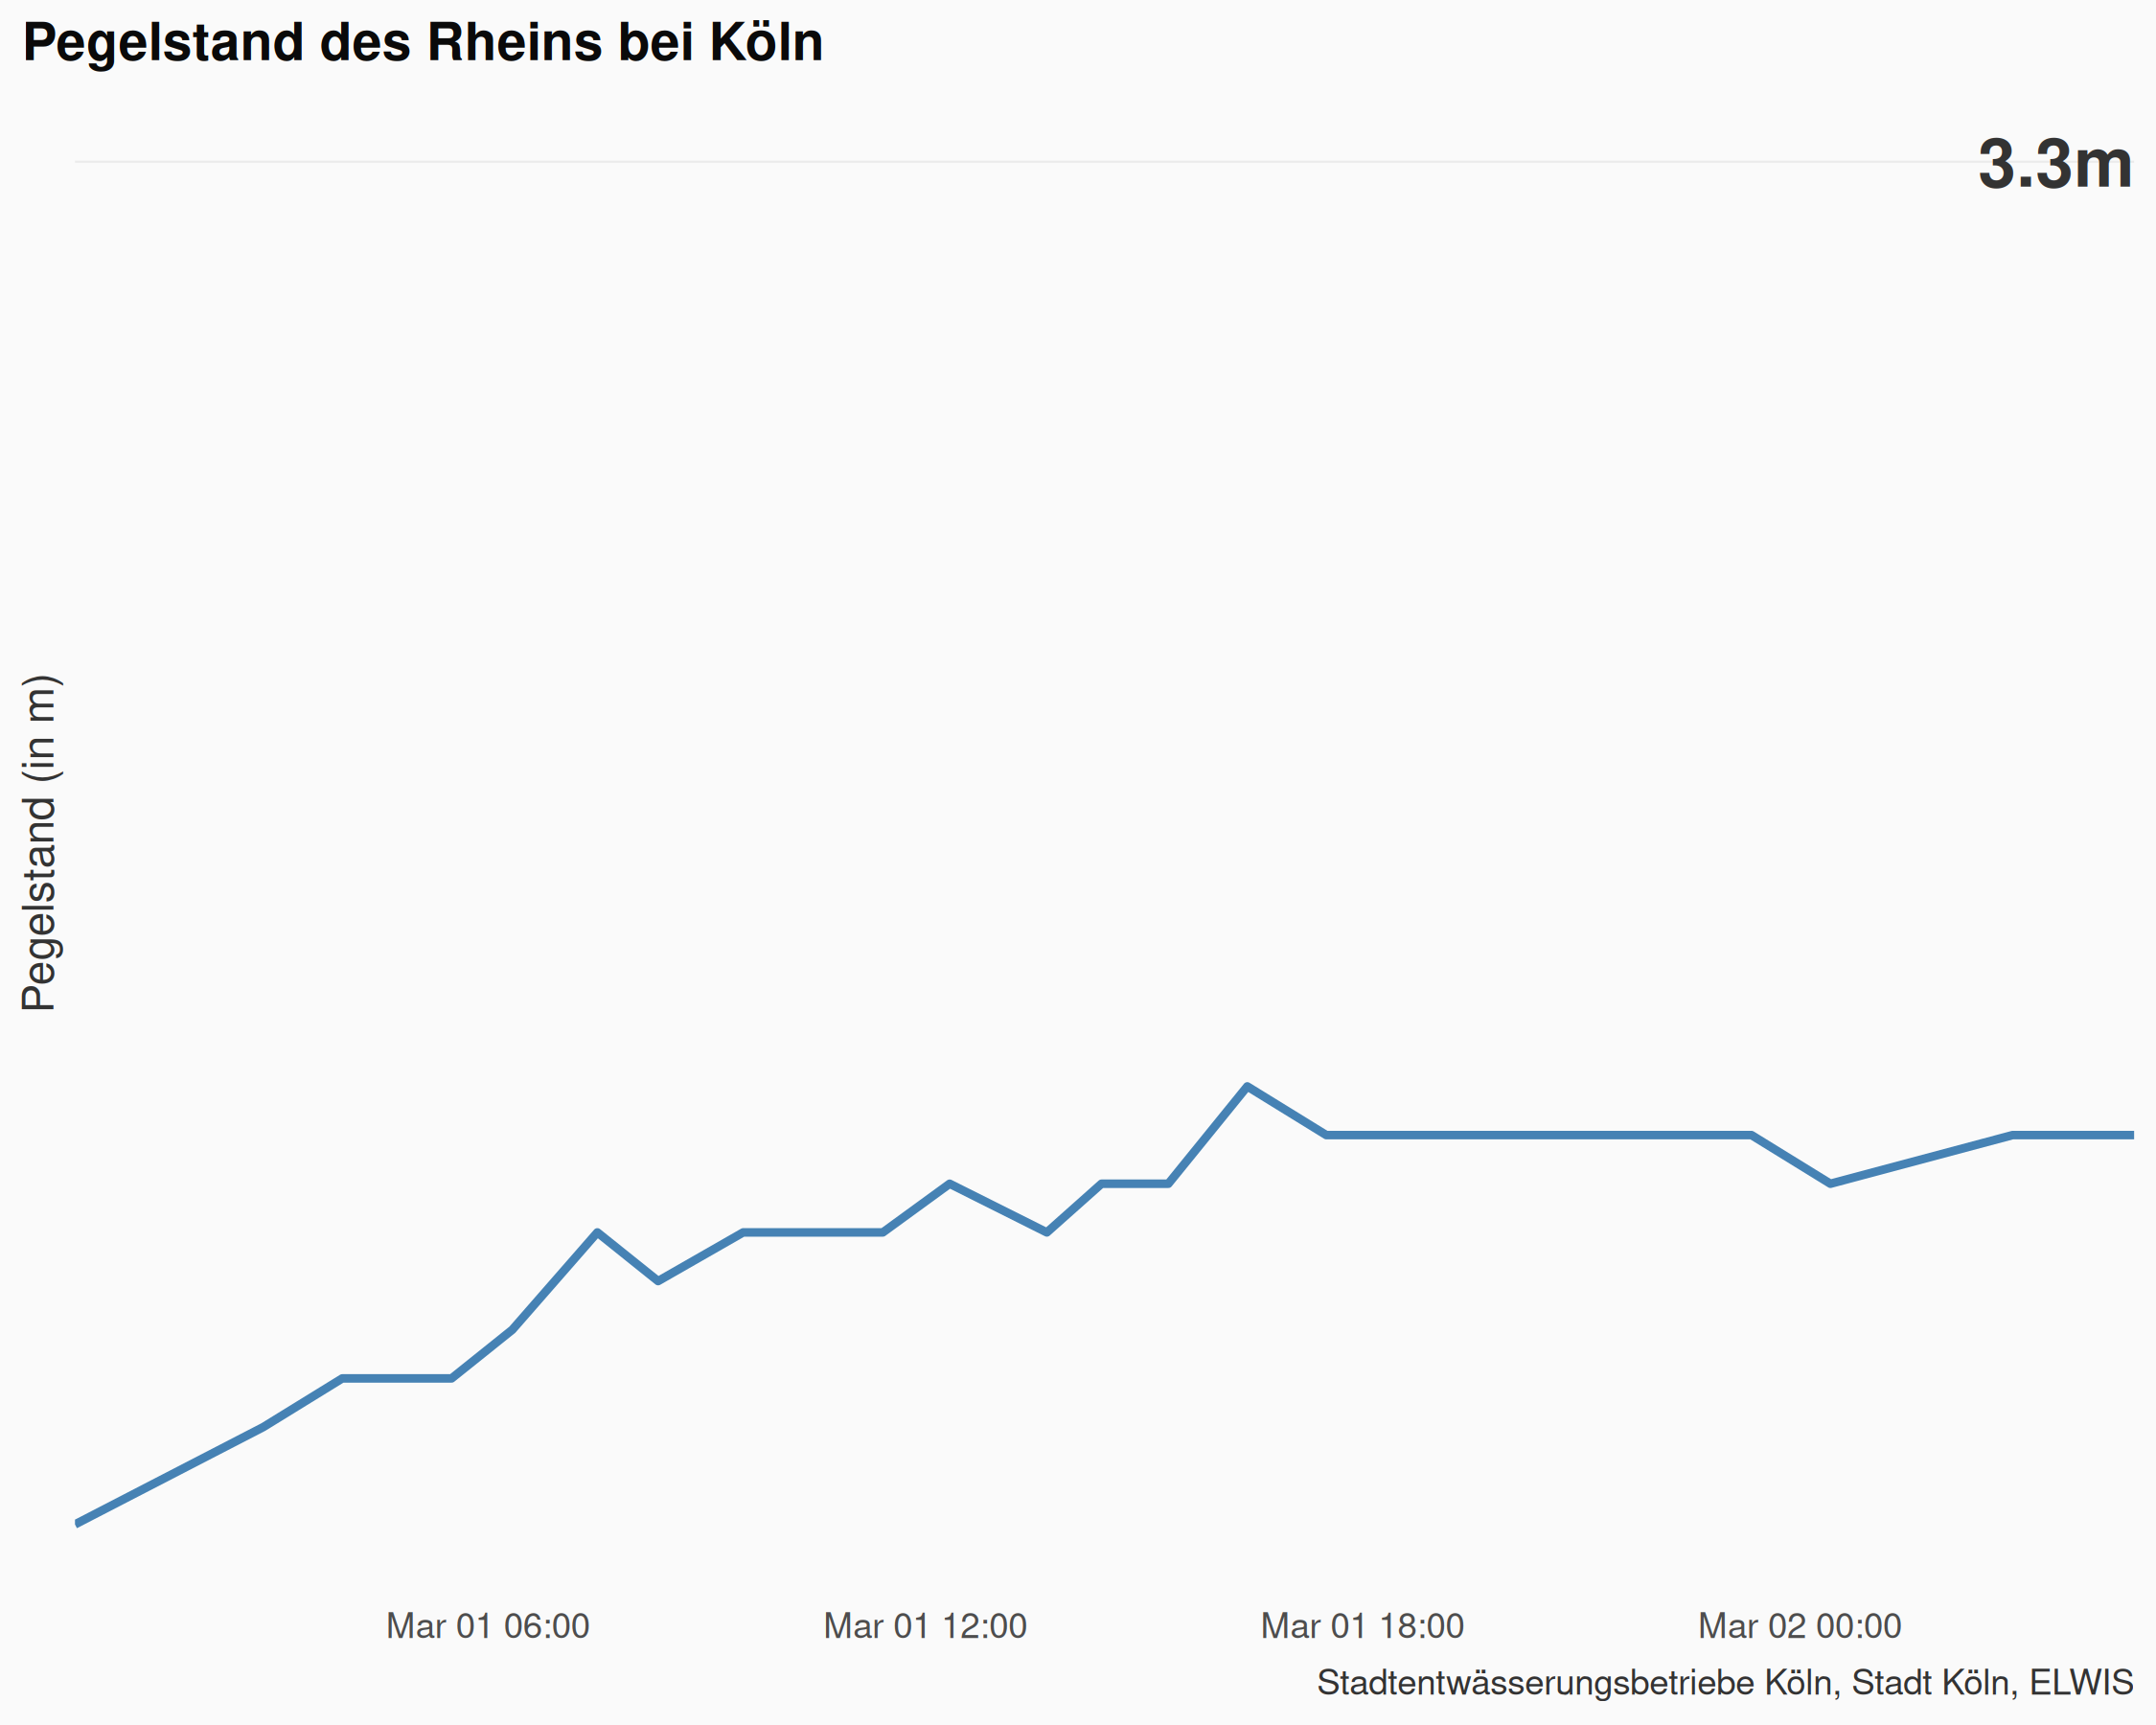 Pegelstand des Rheins bei Köln
3.3m
Pegelstand (in m)
Mar 01 06:00 Mar 01 12:00 Mar 01 18:00 Mar 02 00:00
Stadtentwässerungsbetriebe Köln, Stadt Köln, ELWIS